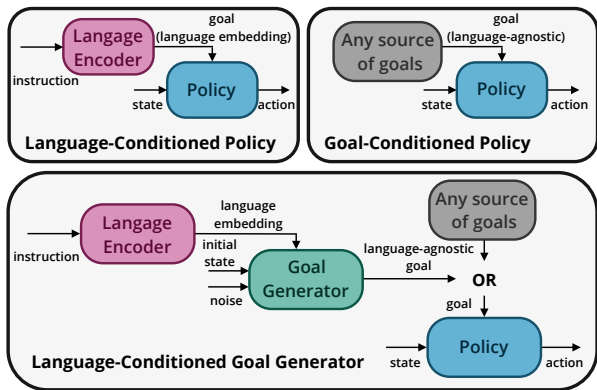 goal
(language embedding)
Langage
Encoder
instruction
state
Policy
action
Language-Conditioned Policy
goal
(language-agnostic)
Any source
of goals
state
Policy
action
Goal-Conditioned Policy
language
embedding
Langage
Encoder
instruction
initial
state
noise
Goal
Generator
language-agnostic
goal
Any source
of goals
OR
goal
state
Policy
action
Language-Conditioned Goal Generator